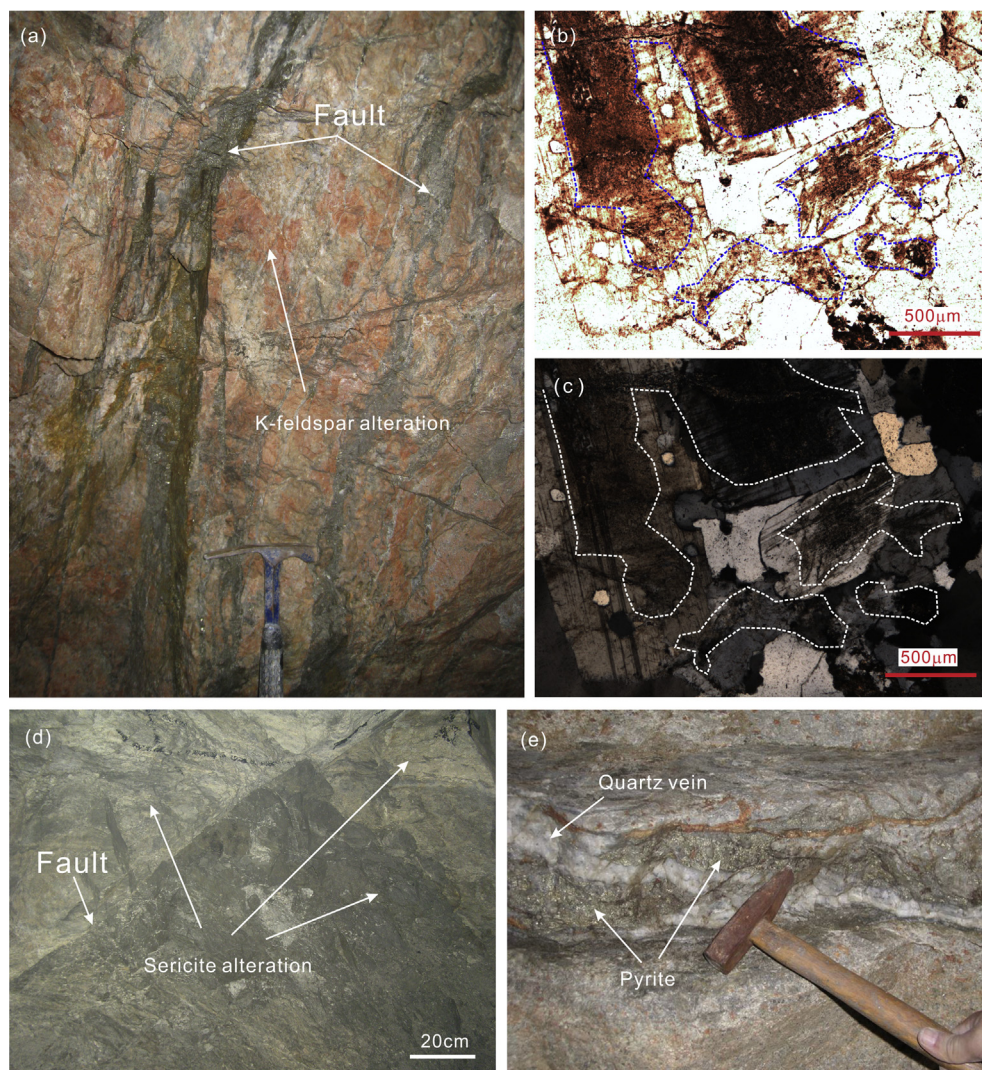 (a)
Fault
K-feldspar alteration
(b)
500μm
(c)
500μm
(d)
Fault
Sericite alteration
20cm
(e)
Quartz vein
Pyrite